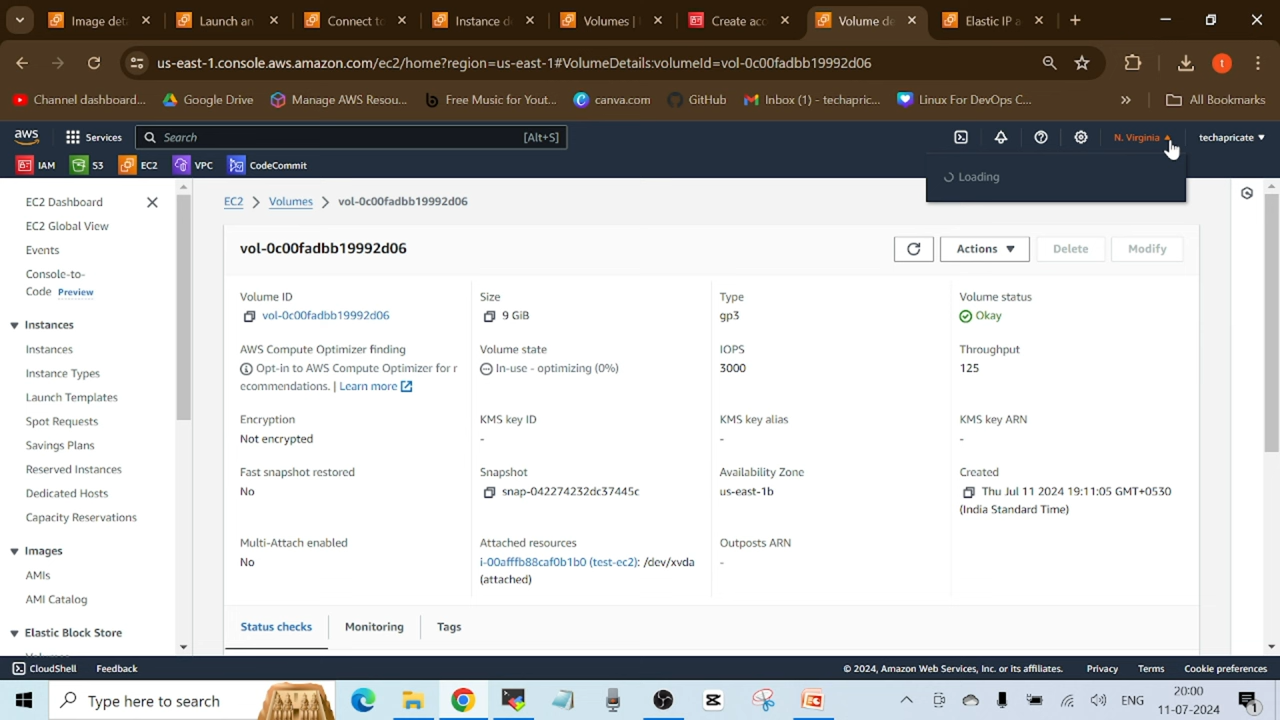 Image det
Launch an
Connect to
Instance d
Volumes |
Create acc
Volume de
Elastic IP a
us-east-1.console.aws.amazon.com/ec2/home?region=us-east-1#VolumeDetails:volumeId=vol-0c00fadbb19992d06
t
Channel dashboard...
Google Drive
Manage AWS Resou...
Free Music for Yout...
canva.com
GitHub
Inbox (1) - techapric...
Linux For DevOps C...
»
All Bookmarks
aws
Services
Search
[Alt+S]
N. Virginia
techapricate
IAM
S3
EC2
VPC
CodeCommit
Loading
EC2 Dashboard
EC2 Global View
Events
Console-to-
Code Preview
Instances
Instances
Instance Types
Launch Templates
Spot Requests
Savings Plans
Reserved Instances
Dedicated Hosts
Capacity Reservations
Images
AMIs
AMI Catalog
Elastic Block Store
EC2 > Volumes > vol-0c00fadbb19992d06
vol-0c00fadbb19992d06
Actions
Delete
Modify
Volume ID
vol-0c00fadbb19992d06
Size
9 GiB
Type
gp3
Volume status
Okay
AWS Compute Optimizer finding
Opt-in to AWS Compute Optimizer for r
ecommendations. | Learn more
Volume state
In-use - optimizing (0%)
IOPS
3000
Throughput
125
Encryption
Not encrypted
KMS key ID
-
KMS key alias
-
KMS key ARN
-
Fast snapshot restored
No
Snapshot
snap-042274232dc37445c
Availability Zone
us-east-1b
Created
Thu Jul 11 2024 19:11:05 GMT+0530
(India Standard Time)
Multi-Attach enabled
No
Attached resources
i-00afffb88caf0b1b0 (test-ec2): /dev/xvda
(attached)
Outposts ARN
-
Status checks
Monitoring
Tags
CloudShell
Feedback
© 2024, Amazon Web Services, Inc. or its affiliates.
Privacy
Terms
Cookie preferences
Type here to search
ENG
20:00
11-07-2024
1